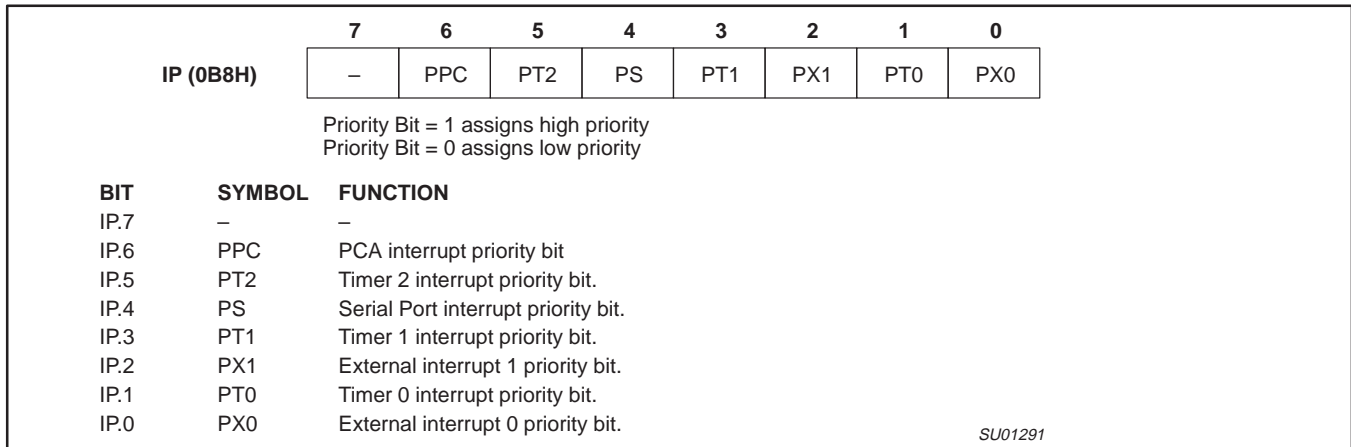 7 6 5 4 3 2 1 0
IP (0B8H) – PPC PT2 PS PT1 PX1 PT0 PX0
Priority Bit = 1 assigns high priority
Priority Bit = 0 assigns low priority
BIT SYMBOL FUNCTION
IP.7 – –
IP.6 PPC PCA interrupt priority bit
IP.5 PT2 Timer 2 interrupt priority bit.
IP.4 PS Serial Port interrupt priority bit.
IP.3 PT1 Timer 1 interrupt priority bit.
IP.2 PX1 External interrupt 1 priority bit.
IP.1 PT0 Timer 0 interrupt priority bit.
IP.0 PX0 External interrupt 0 priority bit.
SU01291